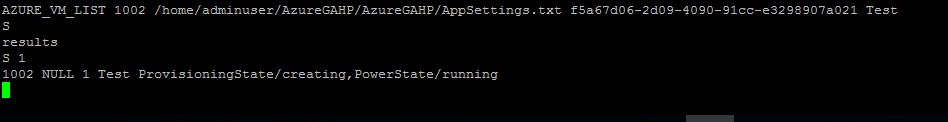 AZURE_VM_LIST 1002 /home/adminuser/AzureGAHP/AzureGAHP/AppSettings.txt f5a67d06-2d09-4090-91cc-e3298907a021 Test
S
results
S 1
1002 NULL 1 Test ProvisioningState/creating,PowerState/running